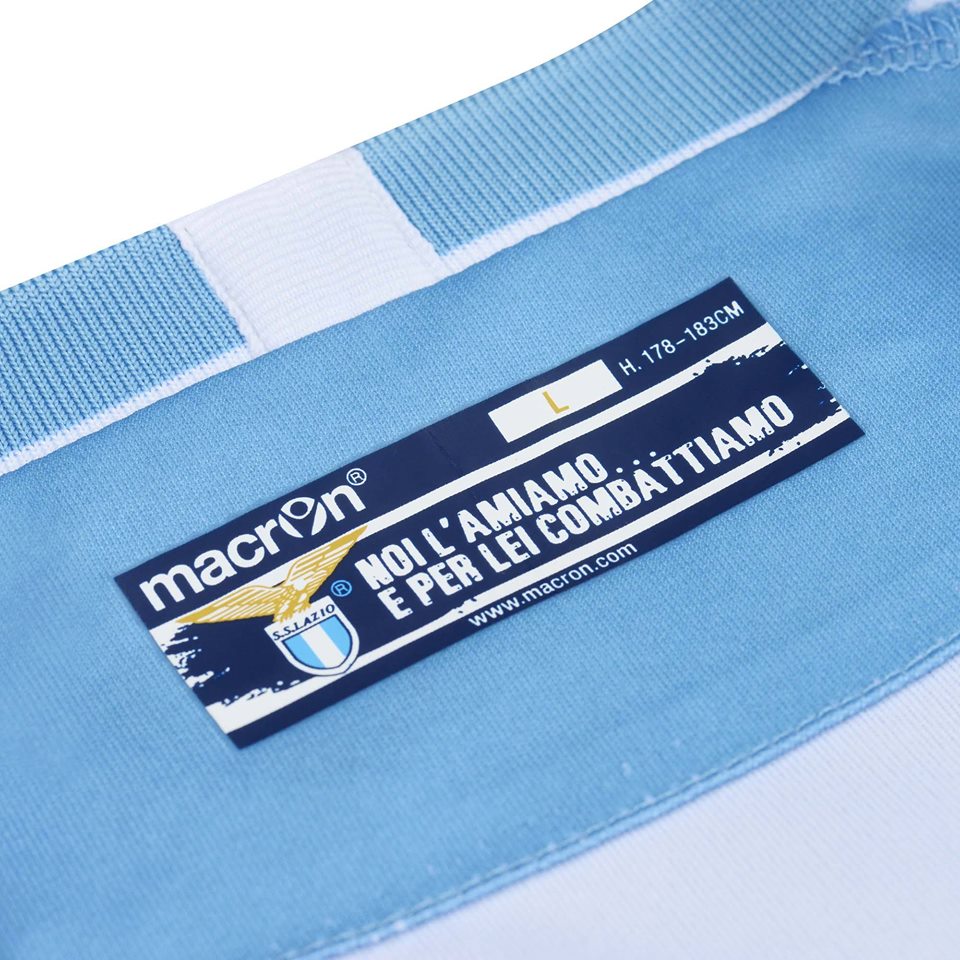 L
H. 178-183CM
macron®
NOI L'AMIAMO...
E PER LEI COMBATTIAMO
www.macron.com
®
S.S.LAZIO